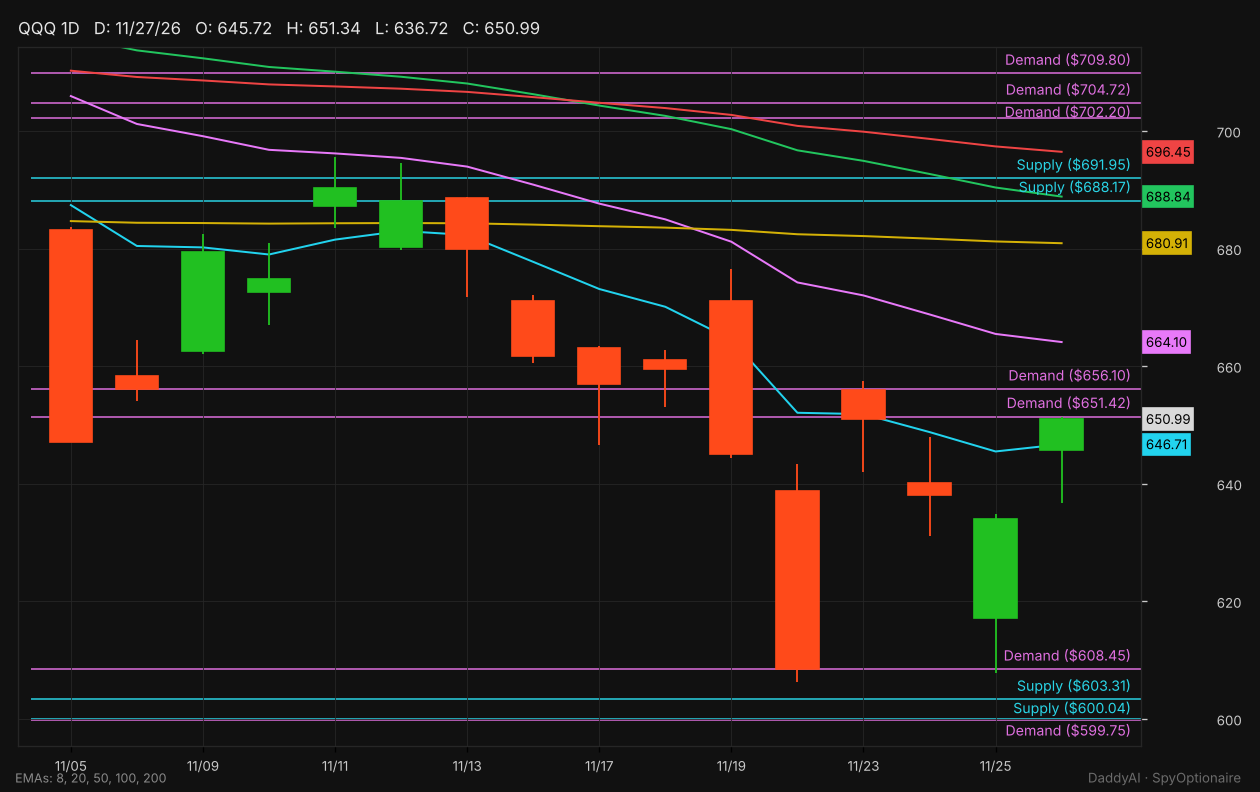 QQQ 1D D: 11/27/26 O: 645.72 H: 651.34 L: 636.72 C: 650.99
Demand ($709.80)
Demand ($704.72)
Demand ($702.20)
700
696.45
Supply ($691.95)
Supply ($688.17)
688.84
680.91
680
664.10
660
Demand ($656.10)
Demand ($651.42)
650.99
646.71
640
620
Demand ($608.45)
Supply ($603.31)
Supply ($600.04)
600
Demand ($599.75)
11/05 11/09 11/11 11/13 11/17 11/19 11/23 11/25
EMAs: 8, 20, 50, 100, 200
DaddyAI · SpyOptionaire